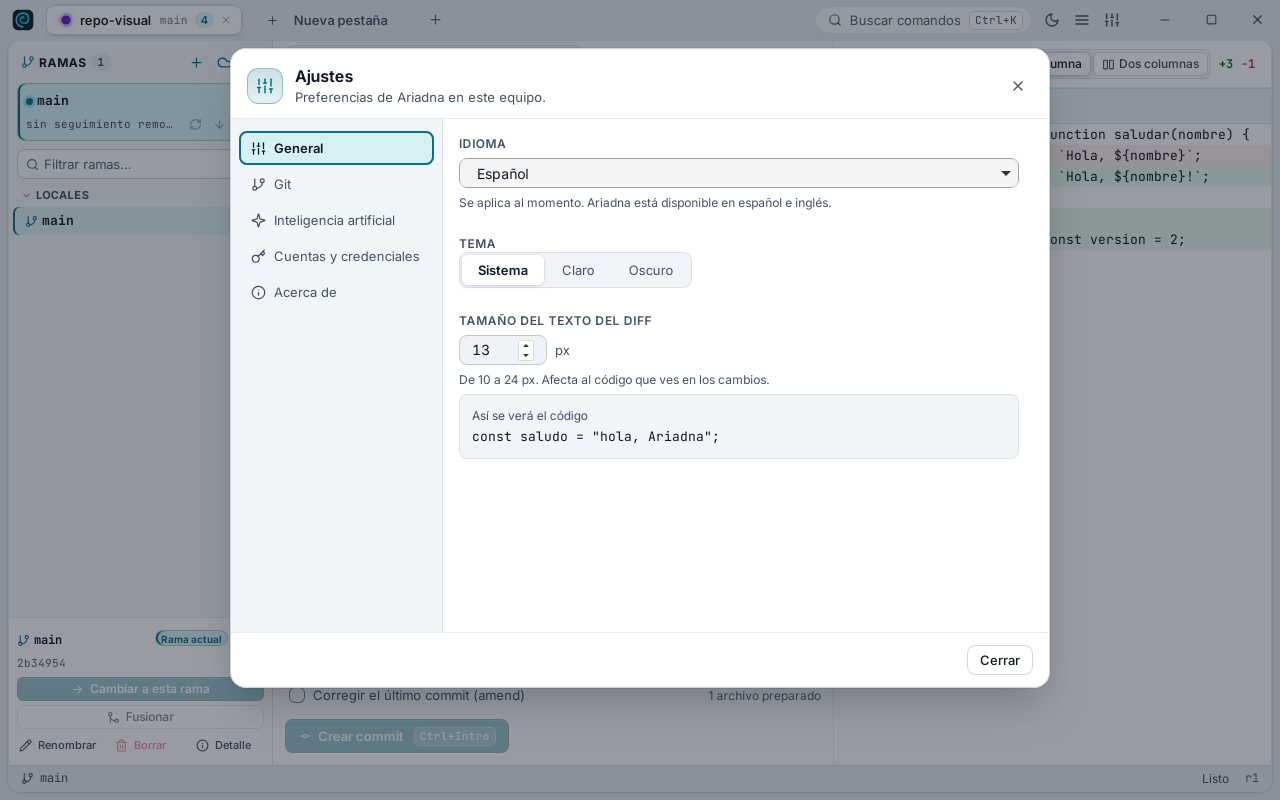 repo-visual main 4
Nueva pestaña
Buscar comandos Ctrl+K
RAMAS 1
main
sin seguimiento remo…
Filtrar ramas...
LOCALES
main
main Rama actual
2b34954
Cambiar a esta rama
Fusionar
Renombrar Borrar Detalle
Ajustes
Preferencias de Ariadna en este equipo.
General
Git
Inteligencia artificial
Cuentas y credenciales
Acerca de
IDIOMA
Español
Se aplica al momento. Ariadna está disponible en español e inglés.
TEMA
Sistema Claro Oscuro
TAMAÑO DEL TEXTO DEL DIFF
13 px
De 10 a 24 px. Afecta al código que ves en los cambios.
Así se verá el código
const saludo = "hola, Ariadna";
Cerrar
Corregir el último commit (amend) 1 archivo preparado
Crear commit Ctrl+Intro
umna Dos columnas +3 -1
unction saludar(nombre) {
`Hola, ${nombre}`;
`Hola, ${nombre}!`;
onst version = 2;
main Listo r1